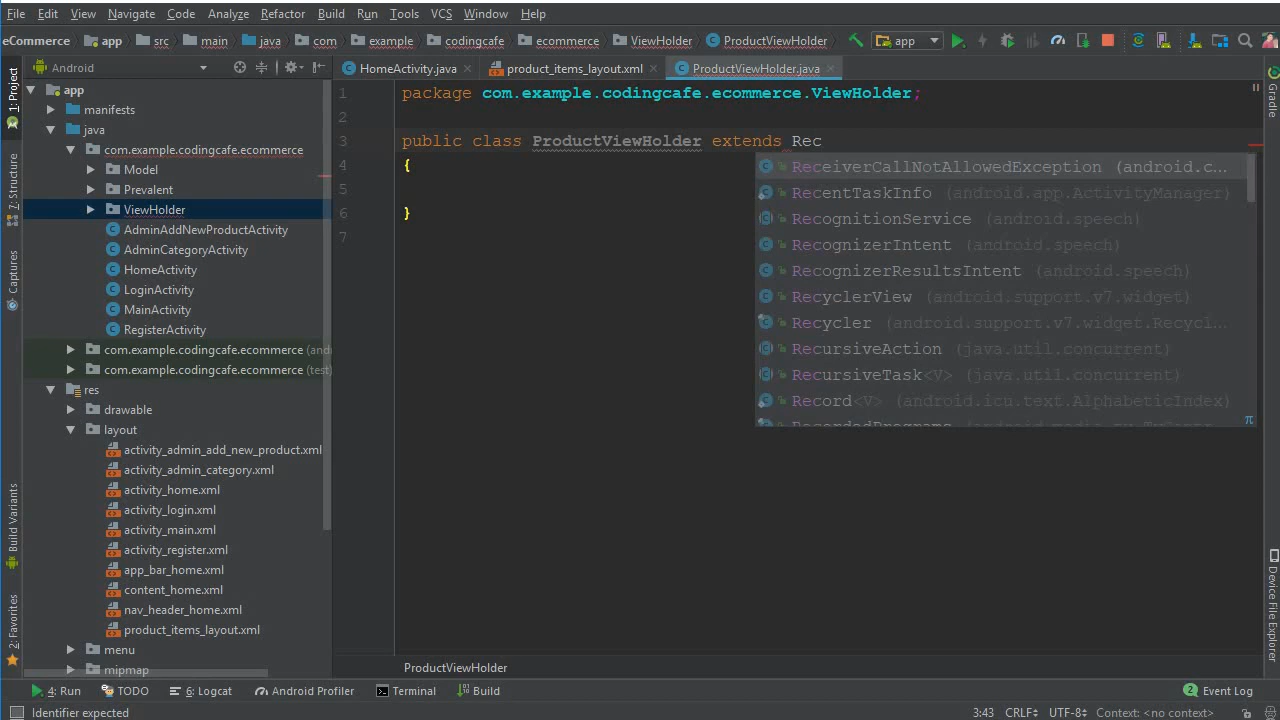 File Edit View Navigate Code Analyze Refactor Build Run Tools VCS Window Help
eCommerce app src main java com example codingcafe ecommerce ViewHolder ProductViewHolder app
Android HomeActivity.java product_items_layout.xml ProductViewHolder.java
1: Project
7: Structure
Captures
Build Variants
2: Favorites
app
manifests
java
com.example.codingcafe.ecommerce
Model
Prevalent
ViewHolder
AdminAddNewProductActivity
AdminCategoryActivity
HomeActivity
LoginActivity
MainActivity
RegisterActivity
com.example.codingcafe.ecommerce (and
com.example.codingcafe.ecommerce (test)
res
drawable
layout
activity_admin_add_new_product.xml
activity_admin_category.xml
activity_home.xml
activity_login.xml
activity_main.xml
activity_register.xml
app_bar_home.xml
content_home.xml
nav_header_home.xml
product_items_layout.xml
menu
mipmap
1 package com.example.codingcafe.ecommerce.ViewHolder;
2
3 public class ProductViewHolder extends Rec
4 {
5
6 }
7
ReceiverCallNotAllowedException (android.c...
RecentTaskInfo (android.app.ActivityManager)
RecognitionService (android.speech)
RecognizerIntent (android.speech)
RecognizerResultsIntent (android.speech)
RecyclerView (android.support.v7.widget)
Recycler (android.support.v7.widget.Recycl...
RecursiveAction (java.util.concurrent)
RecursiveTask<V> (java.util.concurrent)
Record<V> (android.icu.text.AlphabeticIndex)
π
Gradle
Device File Explorer
ProductViewHolder
4: Run TODO 6: Logcat Android Profiler Terminal Build 2 Event Log
Identifier expected 3:43 CRLF UTF-8 Context: <no context>